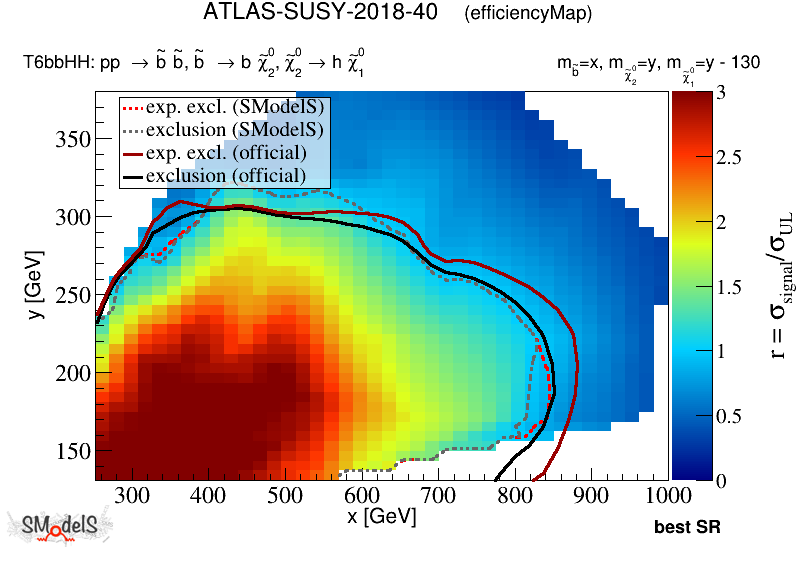 ATLAS-SUSY-2018-40 (efficiencyMap)
T6bbHH: pp → b̃ b̃, b̃ → b χ̃⁰₂, χ̃⁰₂ → h χ̃⁰₁ m_b̃=x, m_χ̃⁰₂=y, m_χ̃⁰₁=y - 130
exp. excl. (SModelS)
exclusion (SModelS)
exp. excl. (official)
exclusion (official)
350
300
250
200
150
y [GeV]
300 400 500 600 700 800 900 1000
x [GeV]
3
2.5
2
1.5
1
0.5
0
r = σ_signal/σ_UL
SModelS
best SR